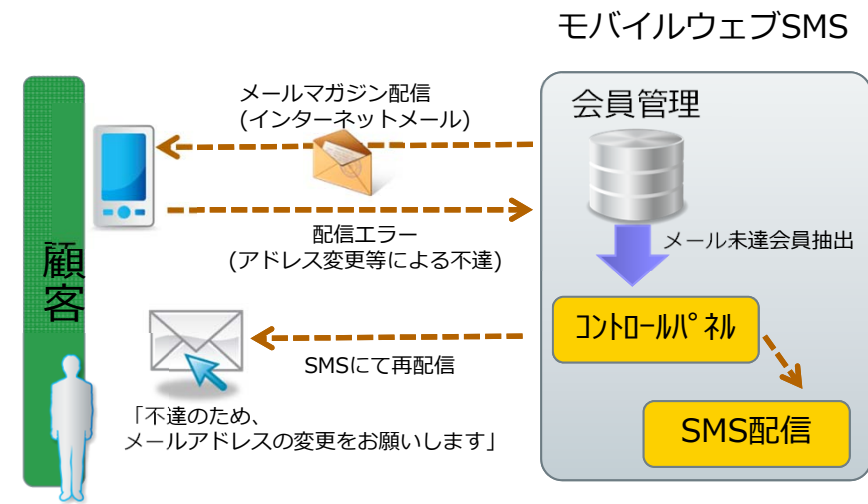 モバイルウェブSMS
メールマガジン配信
(インターネットメール)
会員管理
配信エラー
(アドレス変更等による不達)
メール未達会員抽出
顧客
コントロールパネル
SMSにて再配信
SMS配信
「不達のため、
メールアドレスの変更をお願いします」